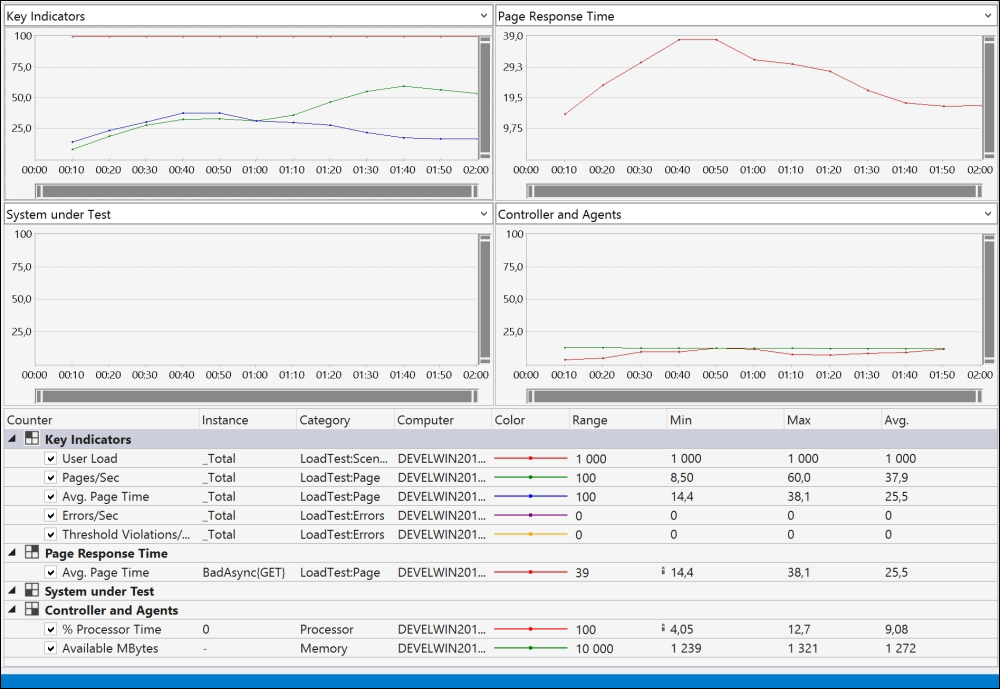 Key Indicators
100
75,0
50,0
25,0
00:00 00:10 00:20 00:30 00:40 00:50 01:00 01:10 01:20 01:30 01:40 01:50 02:00
Page Response Time
39,0
29,3
19,5
9,75
00:00 00:10 00:20 00:30 00:40 00:50 01:00 01:10 01:20 01:30 01:40 01:50 02:00
System under Test
100
75,0
50,0
25,0
00:00 00:10 00:20 00:30 00:40 00:50 01:00 01:10 01:20 01:30 01:40 01:50 02:00
Controller and Agents
100
75,0
50,0
25,0
00:00 00:10 00:20 00:30 00:40 00:50 01:00 01:10 01:20 01:30 01:40 01:50 02:00
Counter Instance Category Computer Color Range Min Max Avg.
Key Indicators
User Load _Total LoadTest:Scen... DEVELWIN201... 1 000 1 000 1 000 1 000
Pages/Sec _Total LoadTest:Page DEVELWIN201... 100 8,50 60,0 37,9
Avg. Page Time _Total LoadTest:Page DEVELWIN201... 100 14,4 38,1 25,5
Errors/Sec _Total LoadTest:Errors DEVELWIN201... 0 0 0 0
Threshold Violations/... _Total LoadTest:Errors DEVELWIN201... 0 0 0 0
Page Response Time
Avg. Page Time BadAsync{GET} LoadTest:Page DEVELWIN201... 39 14,4 38,1 25,5
System under Test
Controller and Agents
% Processor Time 0 Processor DEVELWIN201... 100 4,05 12,7 9,08
Available MBytes - Memory DEVELWIN201... 10 000 1 239 1 321 1 272